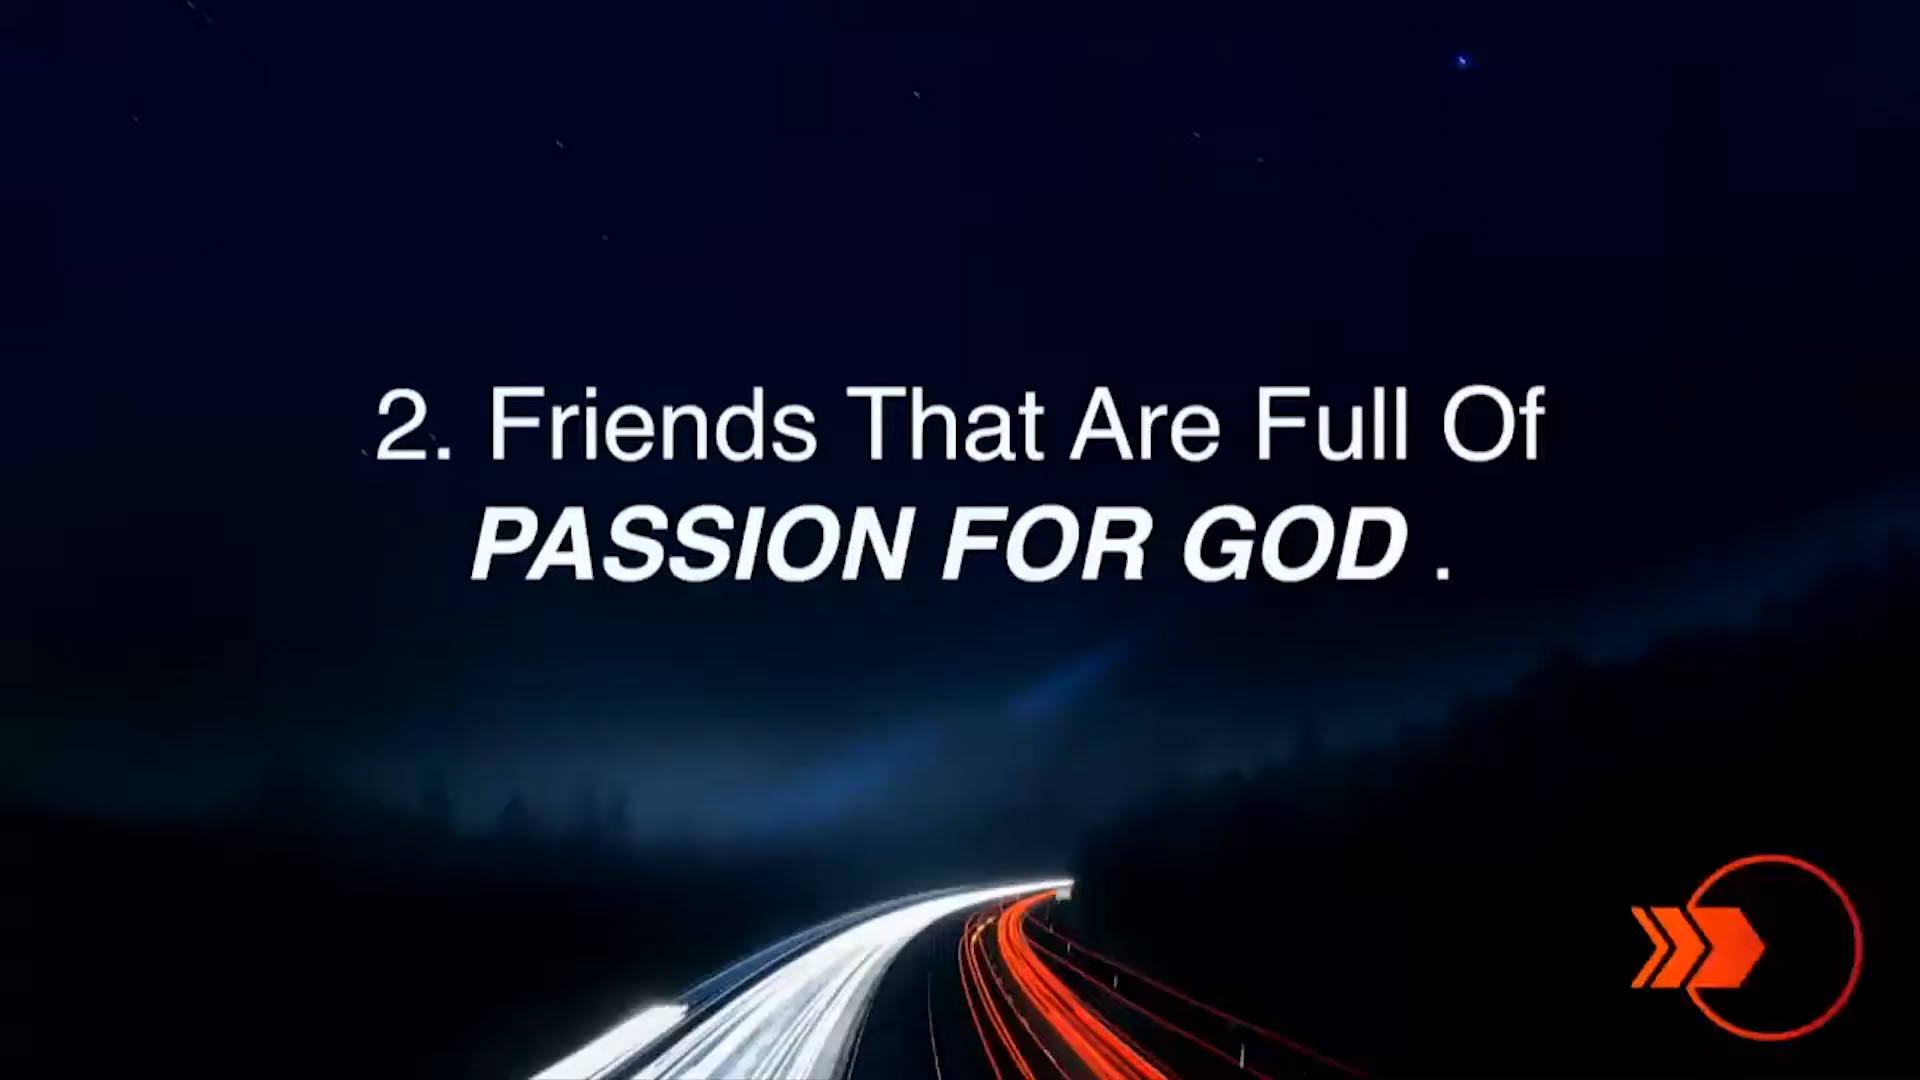 2. Friends That Are Full Of
PASSION FOR GOD .